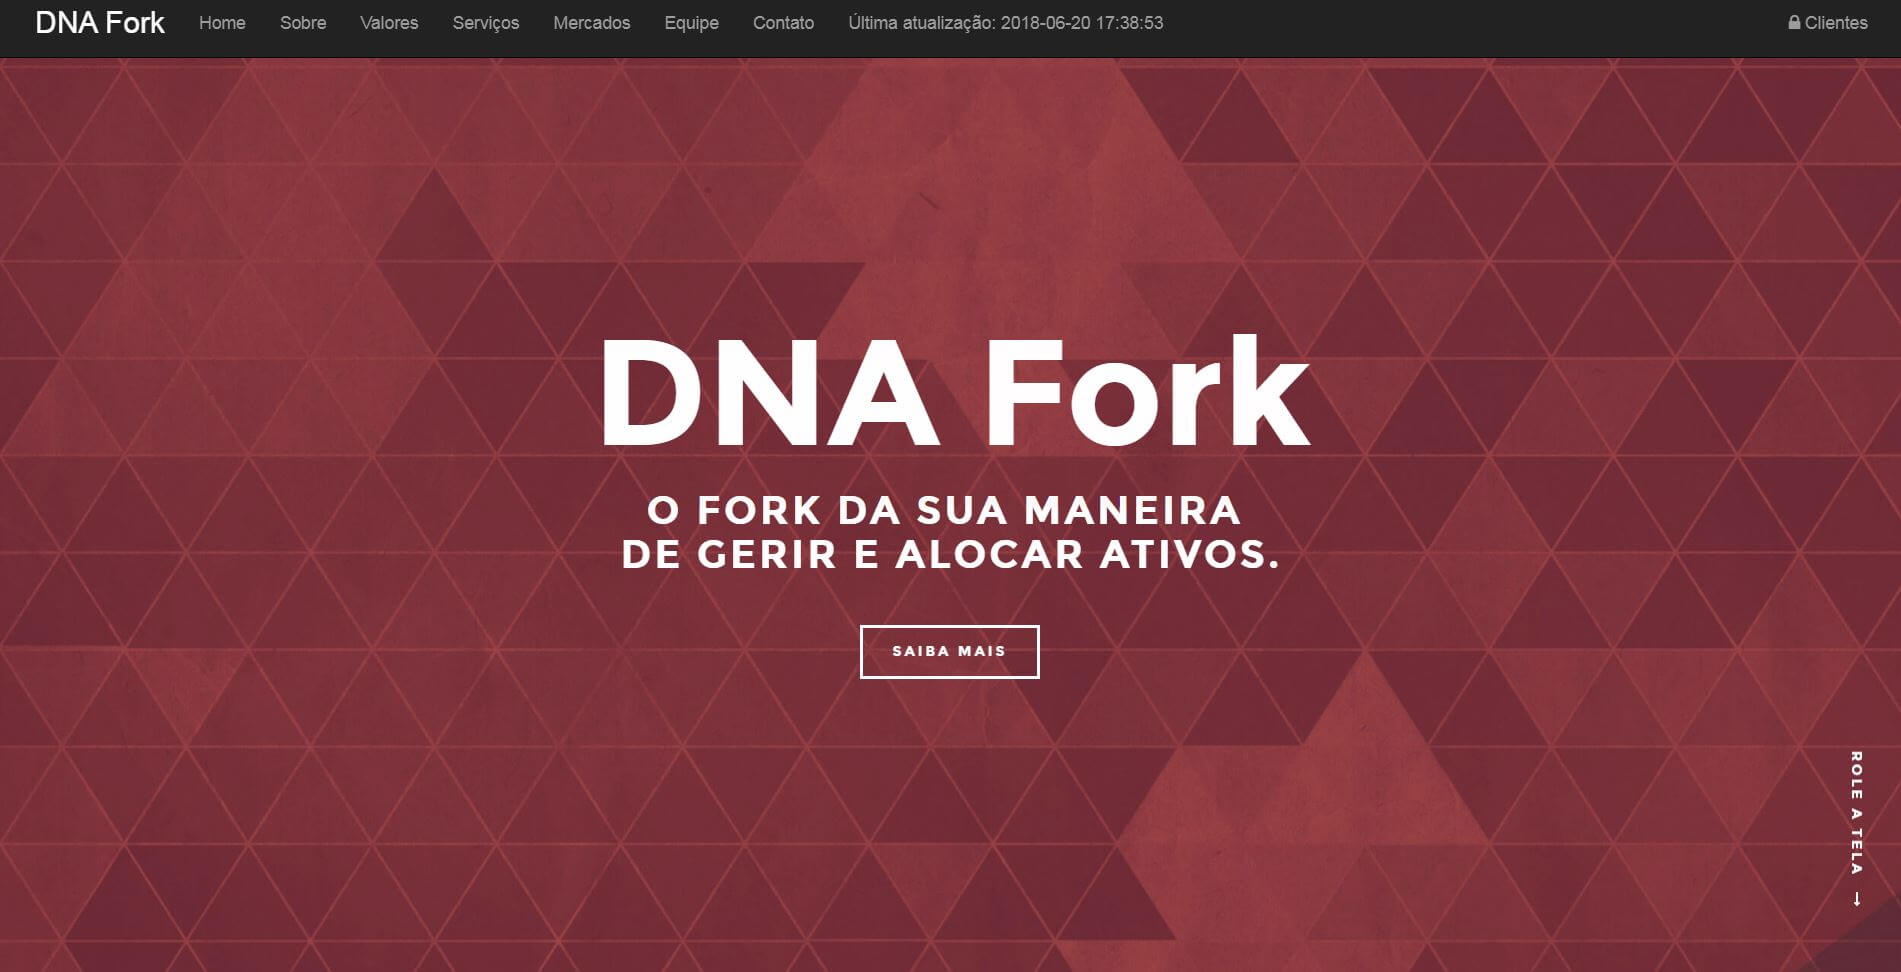 DNA Fork Home Sobre Valores Serviços Mercados Equipe Contato Última atualização: 2018-06-20 17:38:53 Clientes
DNA Fork
O FORK DA SUA MANEIRA
DE GERIR E ALOCAR ATIVOS.
SAIBA MAIS
ROLE A TELA →